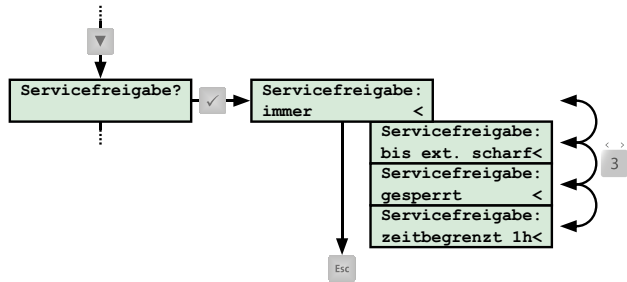 Servicefreigabe?
Servicefreigabe:
immer <
Servicefreigabe:
bis ext. scharf<
Servicefreigabe:
gesperrt <
Servicefreigabe:
zeitbegrenzt 1h<
< >
3
Esc